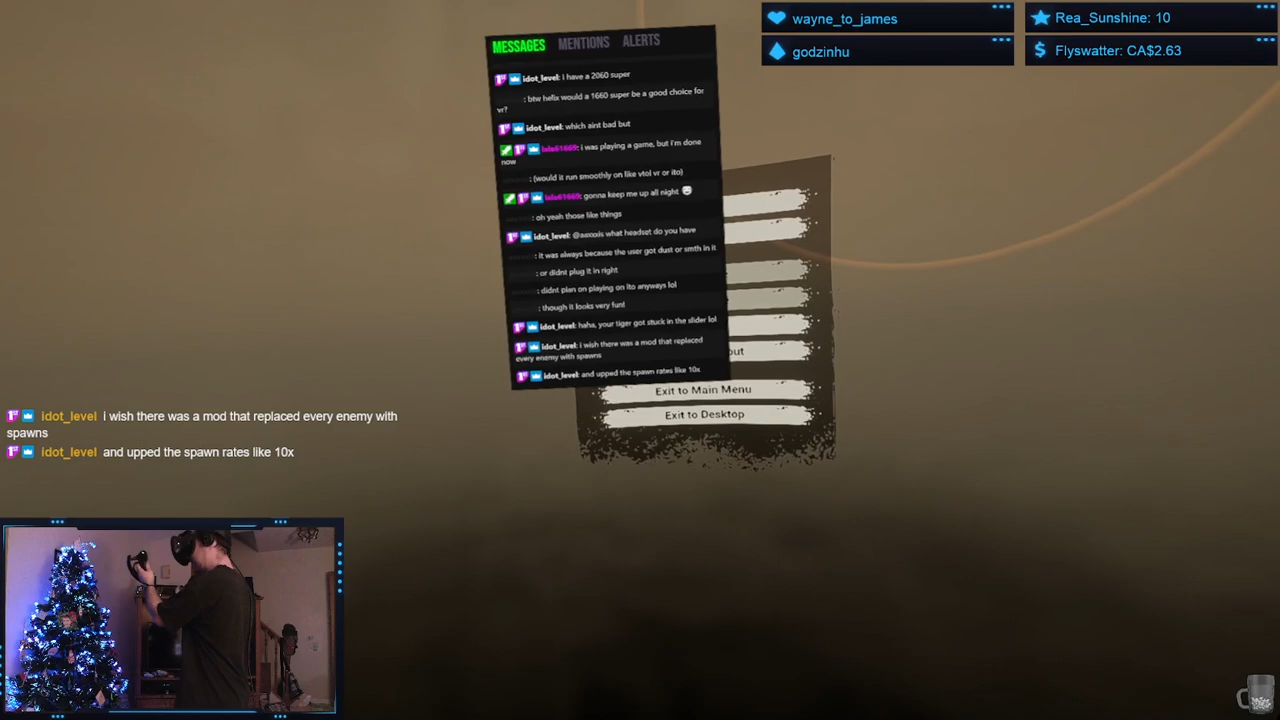 wayne_to_james
Rea_Sunshine: 10
godzinhu
Flyswatter: CA$2.63
MESSAGES MENTIONS ALERTS
idot_level: i have a 2060 super
: btw helix would a 1660 super be a good choice for
vr?
idot_level: which aint bad but
: i was playing a game, but i'm done
now
: (would it run smoothly on like vtol vr or ito)
: gonna keep me up all night
: oh yeah those like things
idot_level: what headset do you have
: it was always because the user got dust or smth in it
: or didnt plug it in right
: didnt plan on playing on ito anyways lol
: though it looks very fun!
idot_level: haha, your tiger got stuck in the slider lol
idot_level: i wish there was a mod that replaced
every enemy with spawns
idot_level: and upped the spawn rates like 10x
out
Exit to Main Menu
Exit to Desktop
idot_level i wish there was a mod that replaced every enemy with
spawns
idot_level and upped the spawn rates like 10x